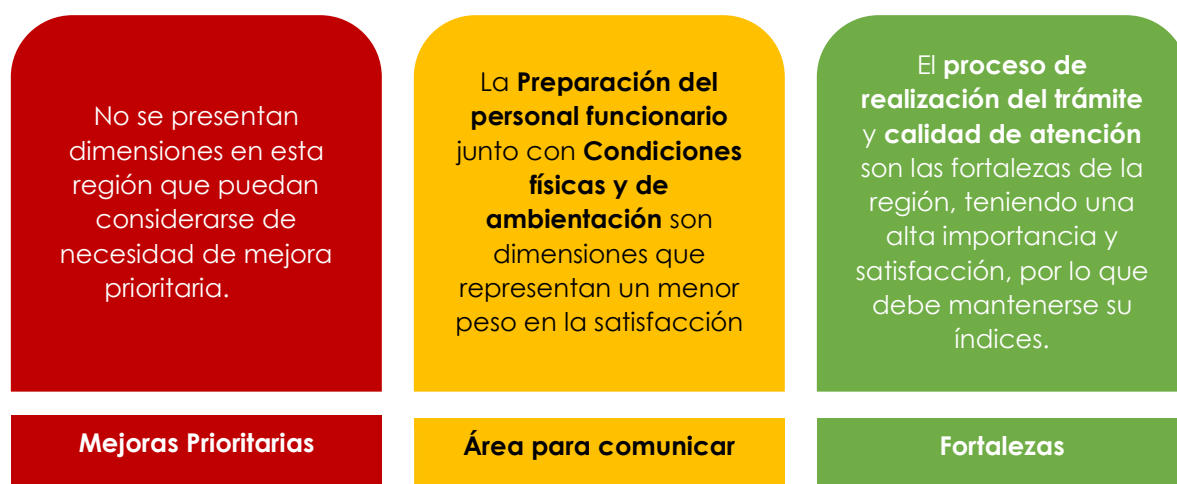 No se presentan
dimensiones en esta
región que puedan
considerarse de
necesidad de mejora
prioritaria.
Mejoras Prioritarias
La Preparación del
personal funcionario
junto con Condiciones
físicas y de
ambientación son
dimensiones que
representan un menor
peso en la satisfacción
Área para comunicar
El proceso de
realización del trámite
y calidad de atención
son las fortalezas de la
región, teniendo una
alta importancia y
satisfacción, por lo que
debe mantenerse su
índices.
Fortalezas